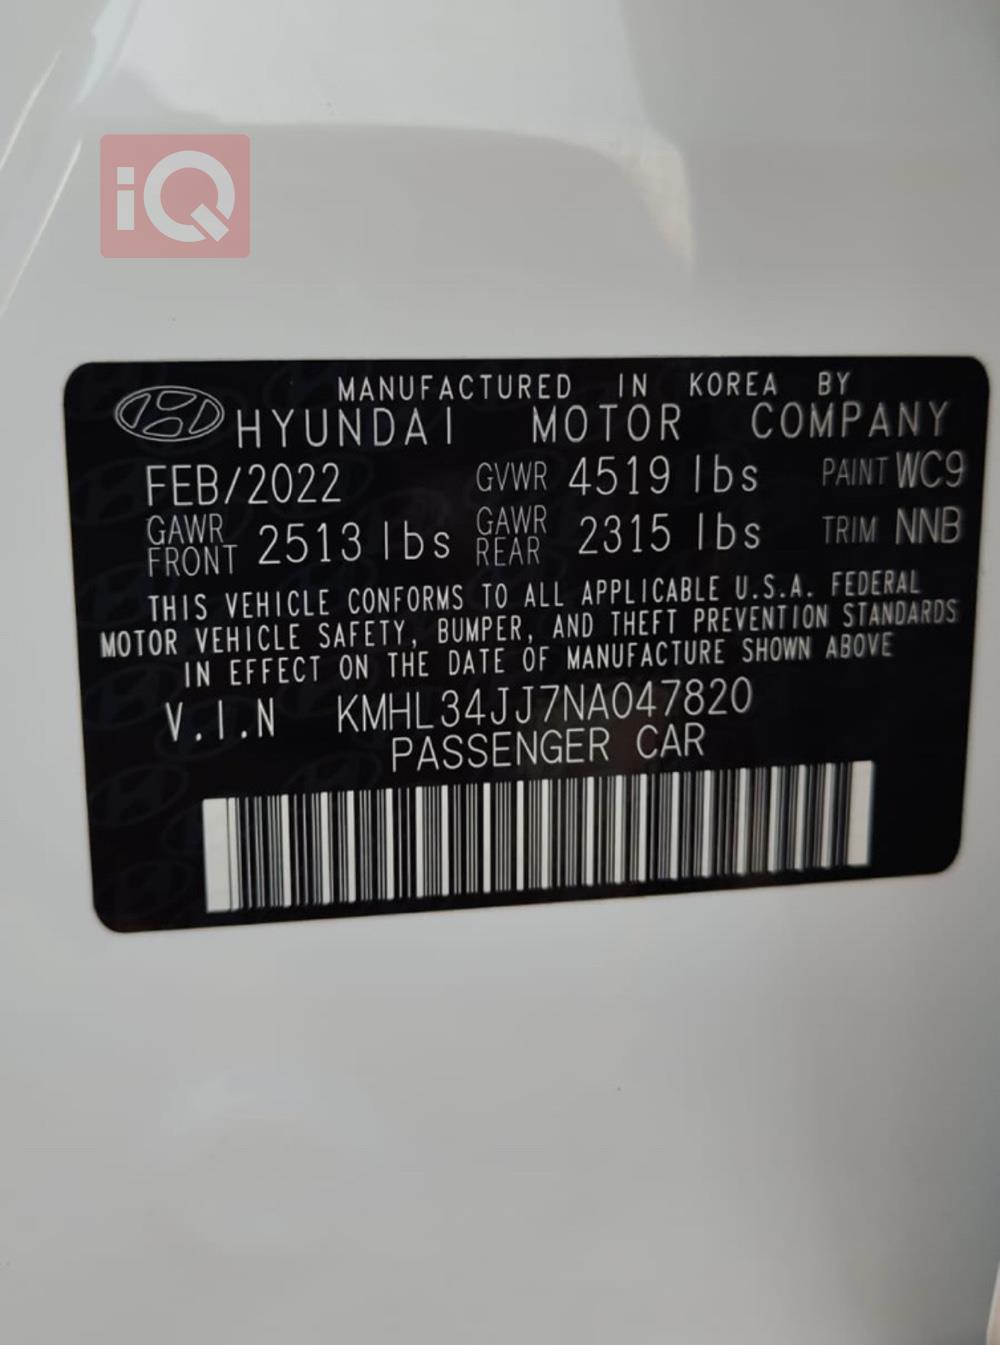 iQ
MANUFACTURED IN KOREA BY
HYUNDAI MOTOR COMPANY
FEB/2022 GVWR 4519 lbs PAINT WC9
GAWR FRONT 2513 lbs GAWR REAR 2315 lbs TRIM NNB
THIS VEHICLE CONFORMS TO ALL APPLICABLE U.S.A. FEDERAL
MOTOR VEHICLE SAFETY, BUMPER, AND THEFT PREVENTION STANDARDS
IN EFFECT ON THE DATE OF MANUFACTURE SHOWN ABOVE
V.I.N KMHL34JJ7NA047820
PASSENGER CAR